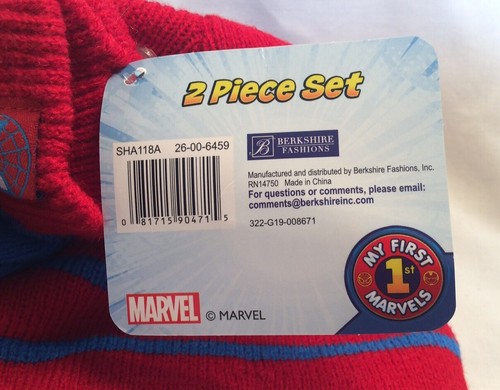 2 Piece Set
SHA118A 26-00-6459
0 81715 90471 5
B BERKSHIRE
FASHIONS
Manufactured and distributed by Berkshire Fashions, Inc.
RN14750 Made in China
For questions or comments, please email:
comments@berkshireinc.com
322-G19-008671
MY FIRST
1st
MARVELS
MARVEL © MARVEL